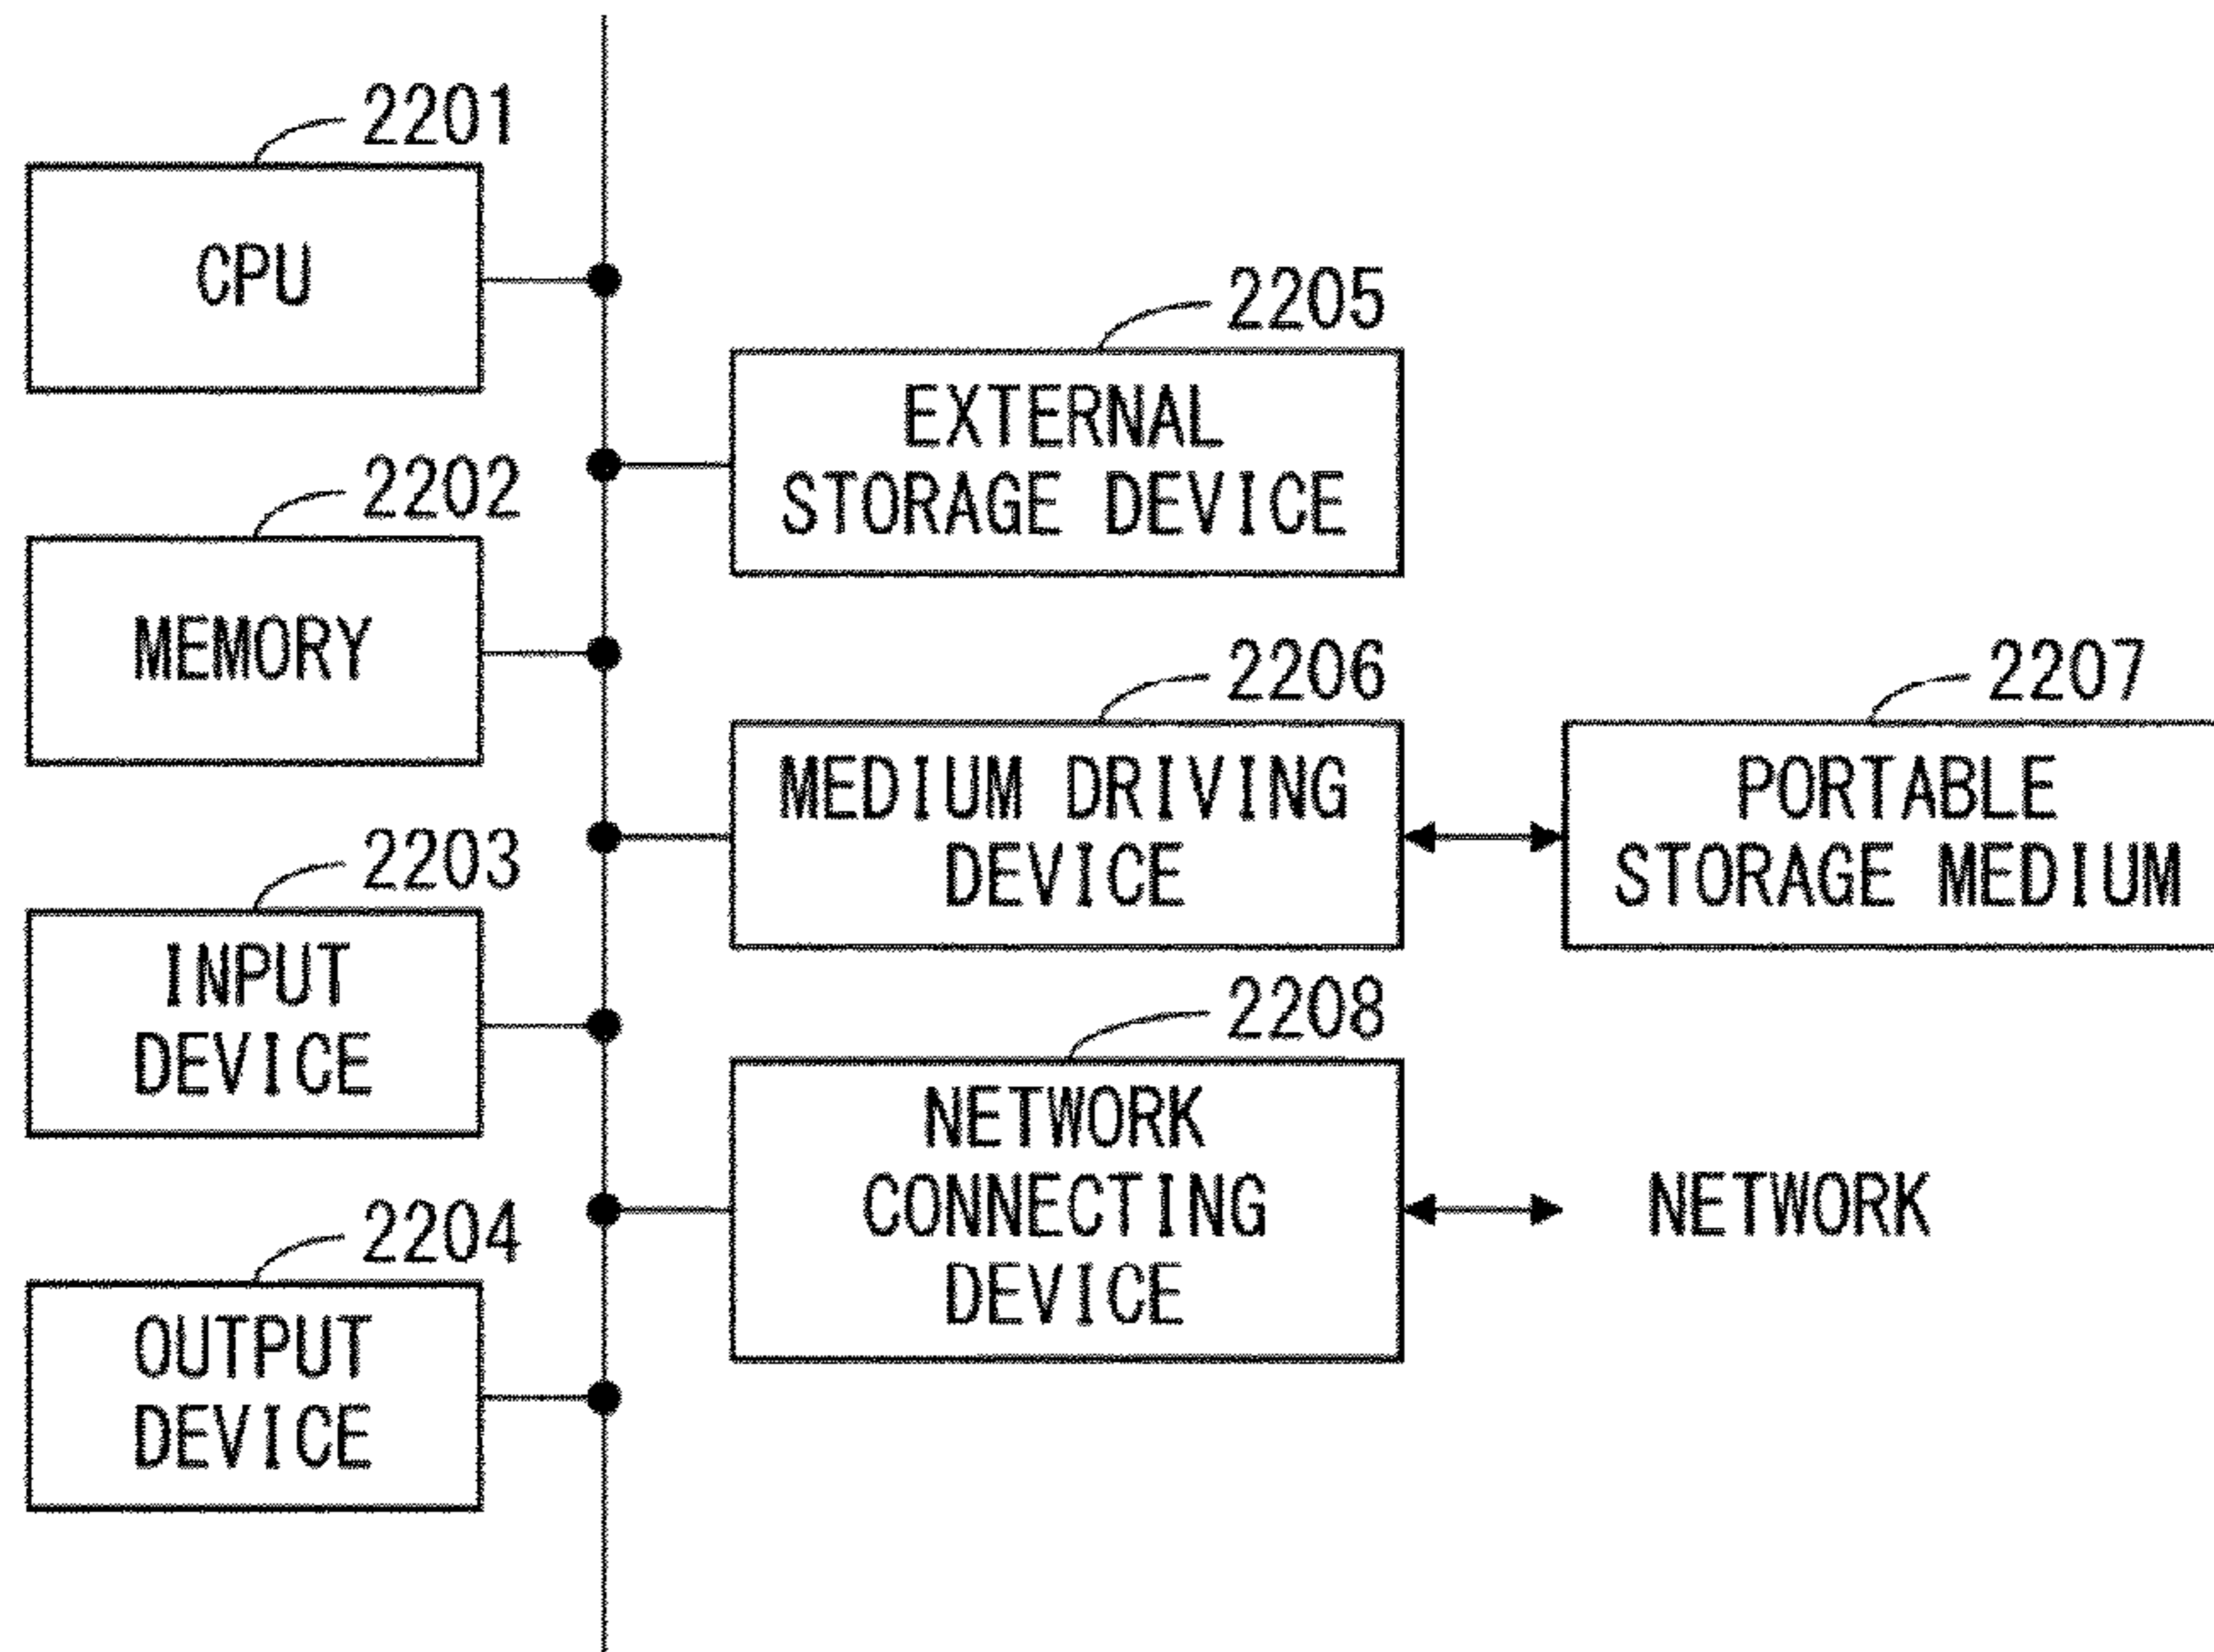 2201
CPU
2202
MEMORY
2203
INPUT
DEVICE
2204
OUTPUT
DEVICE
2205
EXTERNAL
STORAGE DEVICE
2206
MEDIUM DRIVING
DEVICE
2207
PORTABLE
STORAGE MEDIUM
2208
NETWORK
CONNECTING
DEVICE
NETWORK